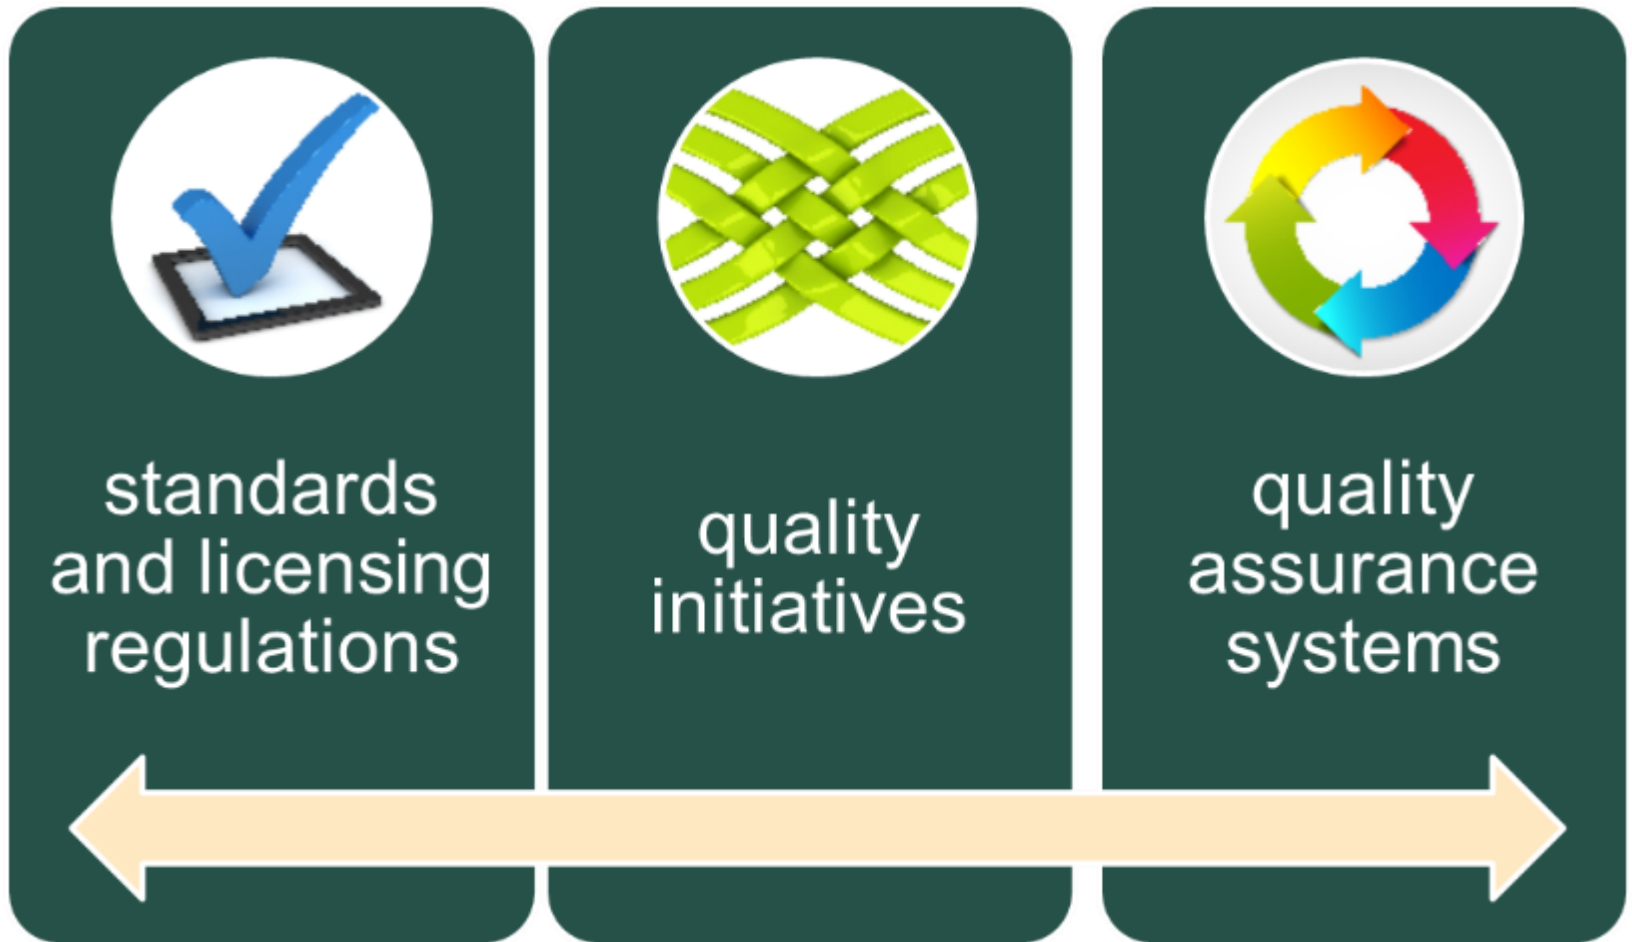 standards
and licensing
regulations
quality
initiatives
quality
assurance
systems